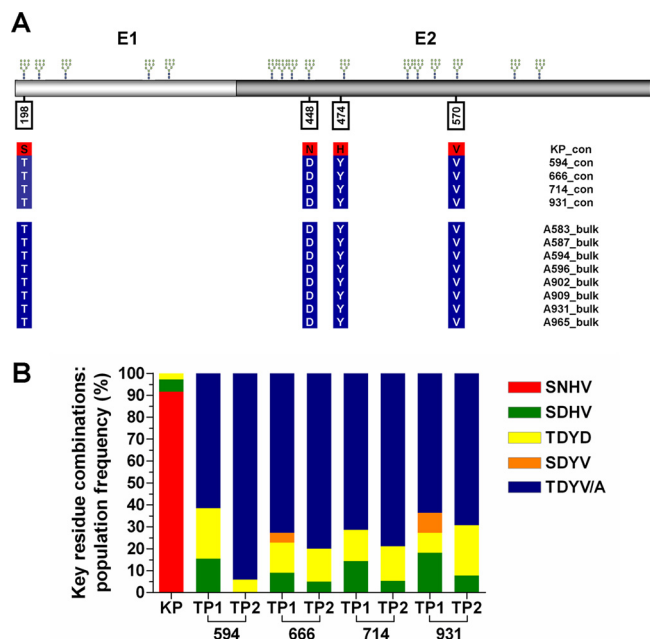 A
E1 E2
198 448 474 570
S N H V KP_con
T D Y V 594_con
T D Y V 666_con
T D Y V 714_con
T D Y V 931_con
T D Y V A583_bulk
T D Y V A587_bulk
T D Y V A594_bulk
T D Y V A596_bulk
T D Y V A902_bulk
T D Y V A909_bulk
T D Y V A931_bulk
T D Y V A965_bulk
B
Key residue combinations:
population frequency (%)
100
90
80
70
60
50
40
30
20
10
0
KP TP1 TP2 TP1 TP2 TP1 TP2 TP1 TP2
594 666 714 931
SNHV
SDHV
TDYD
SDYV
TDYV/A